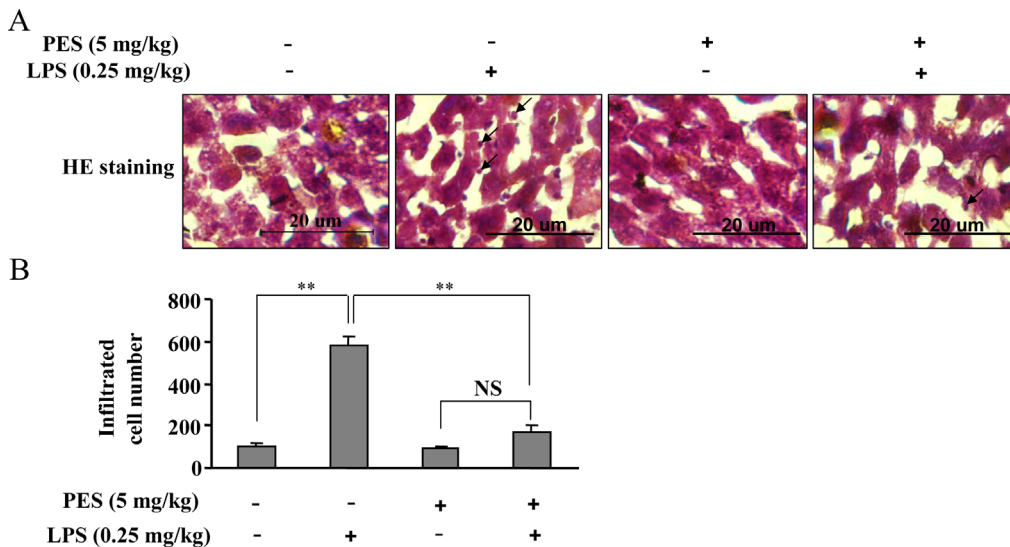 A
PES (5 mg/kg) - - + +
LPS (0.25 mg/kg) - + - +
HE staining
20 um 20 um 20 um 20 um
B
** **
NS
Infiltrated
cell number
800
600
400
200
0
PES (5 mg/kg) - - + +
LPS (0.25 mg/kg) - + - +